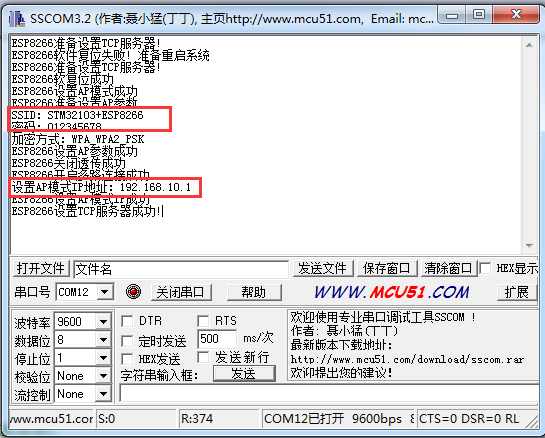 SSCOM3.2 (作者:聂小猛(丁丁), 主页http://www.mcu51.com, Email: mc...
ESP8266准备设置TCP服务器!
ESP8266软件复位失败! 准备重启系统
ESP8266准备设置TCP服务器!
ESP8266软复位成功
ESP8266设置AP模式成功
ESP8266准备设置AP参数
SSID: STM32103+ESP8266
密码: 012345678
加密方式: WPA_WPA2_PSK
ESP8266设置AP参数成功
ESP8266关闭透传成功
ESP8266开启多路连接成功
设置AP模式IP地址: 192.168.10.1
ESP8266设置AP模式IP成功
ESP8266设置TCP服务器成功!
打开文件 文件名 发送文件 保存窗口 清除窗口 HEX显示
串口号 COM12 关闭串口 帮助 WWW.MCU51.COM 扩展
波特率 9600 DTR RTS
数据位 8 定时发送 500 ms/次
停止位 1 HEX发送 发送新行
校验位 None 字符串输入框: 发送
流控制 None
欢迎使用专业串口调试工具SSCOM !
作者: 聂小猛(丁丁)
最新版本下载地址:
http://www.mcu51.com/download/sscom.rar
欢迎提出您的建议!
ww.mcu51.cor S:0 R:374 COM12已打开 9600bps 8 CTS=0 DSR=0 RL